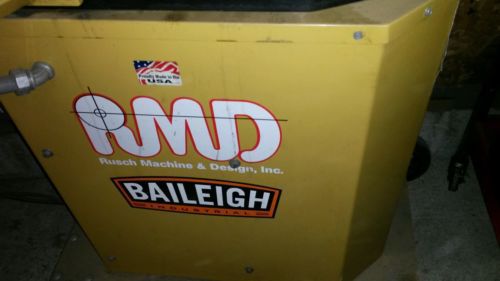 Proudly Made in the
USA
RMD
Rusch Machine & Design, Inc.
BAILEIGH
INDUSTRIAL